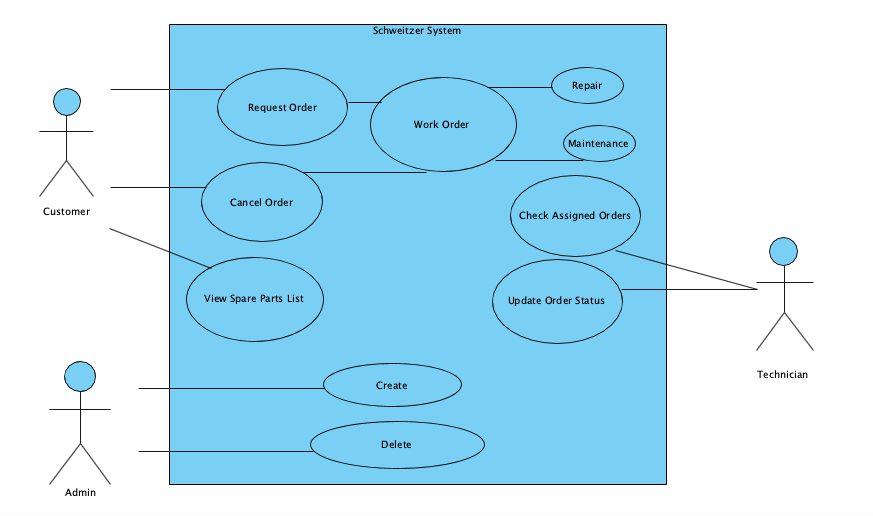 Schweitzer System
Request Order
Work Order
Repair
Maintenance
Customer
Cancel Order
Check Assigned Orders
View Spare Parts List
Update Order Status
Technician
Create
Delete
Admin